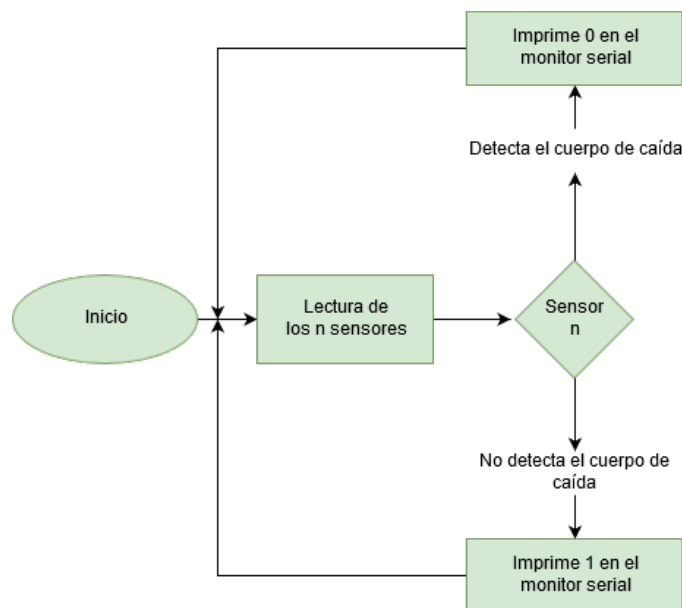 Imprime 0 en el
monitor serial
Detecta el cuerpo de caída
Inicio
Lectura de
los n sensores
Sensor
n
No detecta el cuerpo de
caída
Imprime 1 en el
monitor serial